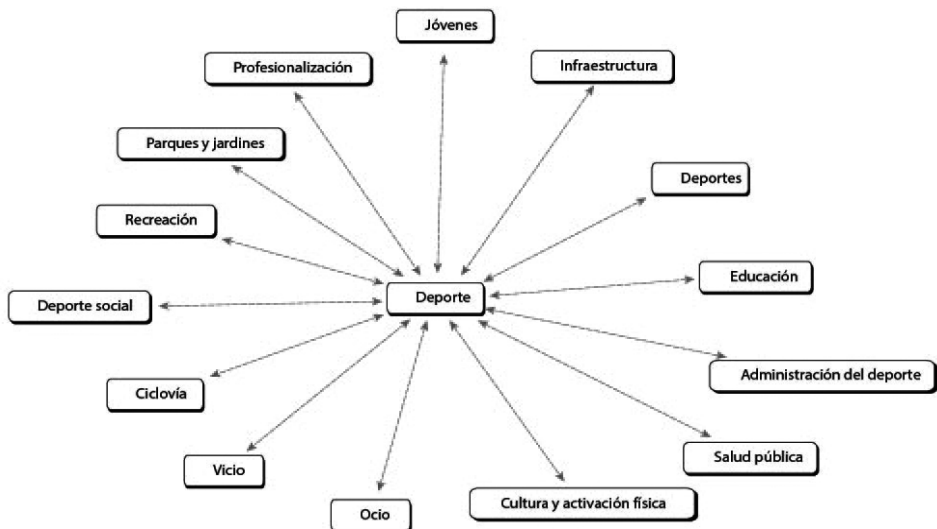 Jóvenes
Profesionalización
Infraestructura
Parques y jardines
Deportes
Recreación
Educación
Deporte
Deporte social
Administración del deporte
Ciclovía
Salud pública
Vicio
Cultura y activación física
Ocio